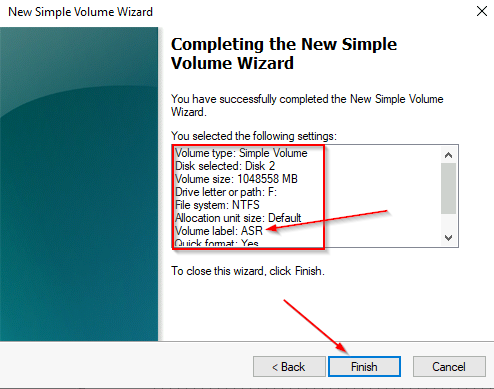 New Simple Volume Wizard
Completing the New Simple
Volume Wizard
You have successfully completed the New Simple Volume
Wizard.
You selected the following settings:
Volume type: Simple Volume
Disk selected: Disk 2
Volume size: 1048558 MB
Drive letter or path: F:
File system: NTFS
Allocation unit size: Default
Volume label: ASR
Quick format: Yes
To close this wizard, click Finish.
< Back
Finish
Cancel